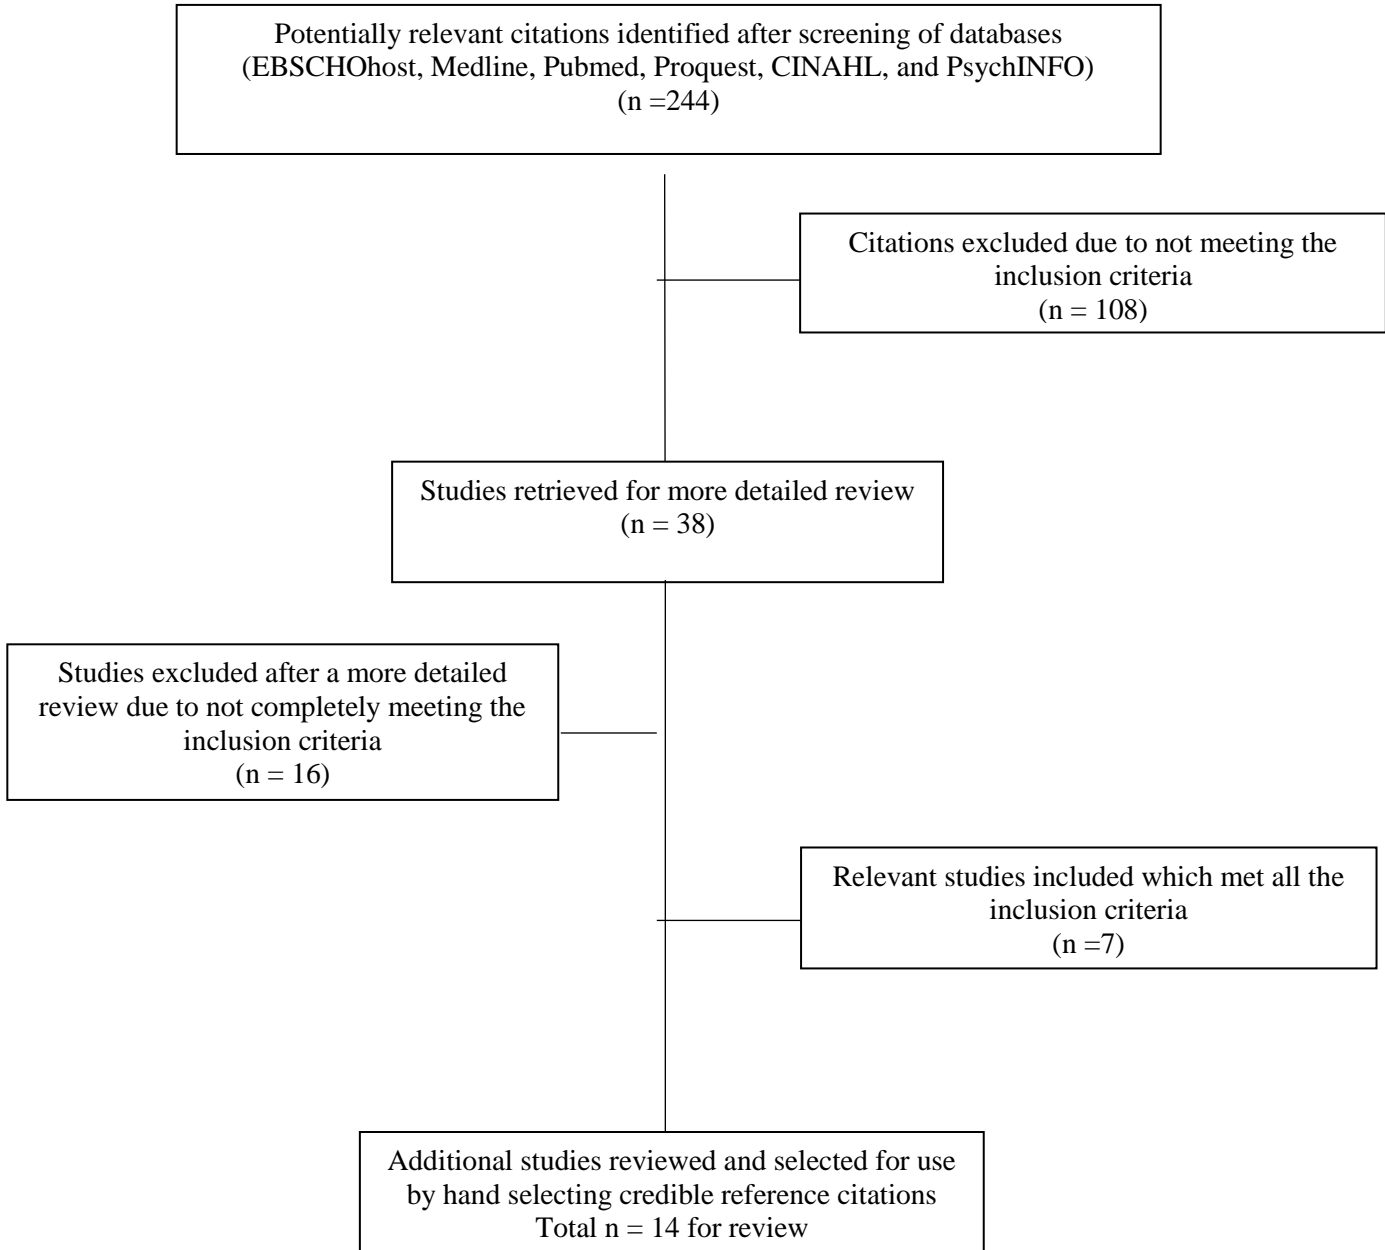 Potentially relevant citations identified after screening of databases
(EBSCHOhost, Medline, Pubmed, Proquest, CINAHL, and PsychINFO)
(n =244)
Citations excluded due to not meeting the
inclusion criteria
(n = 108)
Studies retrieved for more detailed review
(n = 38)
Studies excluded after a more detailed
review due to not completely meeting the
inclusion criteria
(n = 16)
Relevant studies included which met all the
inclusion criteria
(n =7)
Additional studies reviewed and selected for use
by hand selecting credible reference citations
Total n = 14 for review